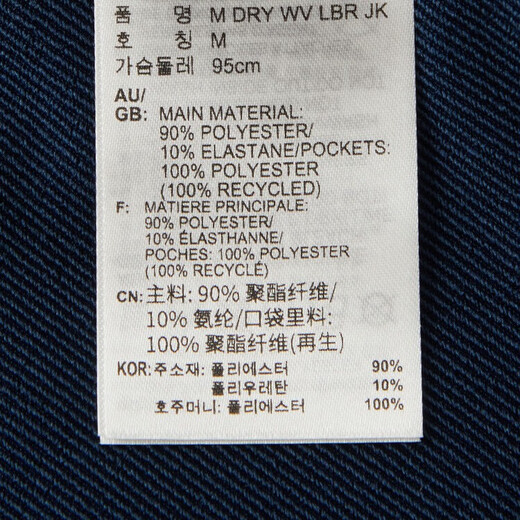 품 명 M DRY WV LBR JK
호 칭 M
가슴둘레 95cm
AU/
GB: MAIN MATERIAL:
90% POLYESTER/
10% ELASTANE/POCKETS:
100% POLYESTER
(100% RECYCLED)
F: MATIERE PRINCIPALE:
90% POLYESTER/
10% ÉLASTHANNE/
POCHES: 100% POLYESTER
(100% RECYCLÉ)
CN: 主料: 90% 聚酯纤维/
10% 氨纶/口袋里料:
100% 聚酯纤维(再生)
KOR: 주소재: 폴리에스터 90%
폴리우레탄 10%
호주머니: 폴리에스터 100%